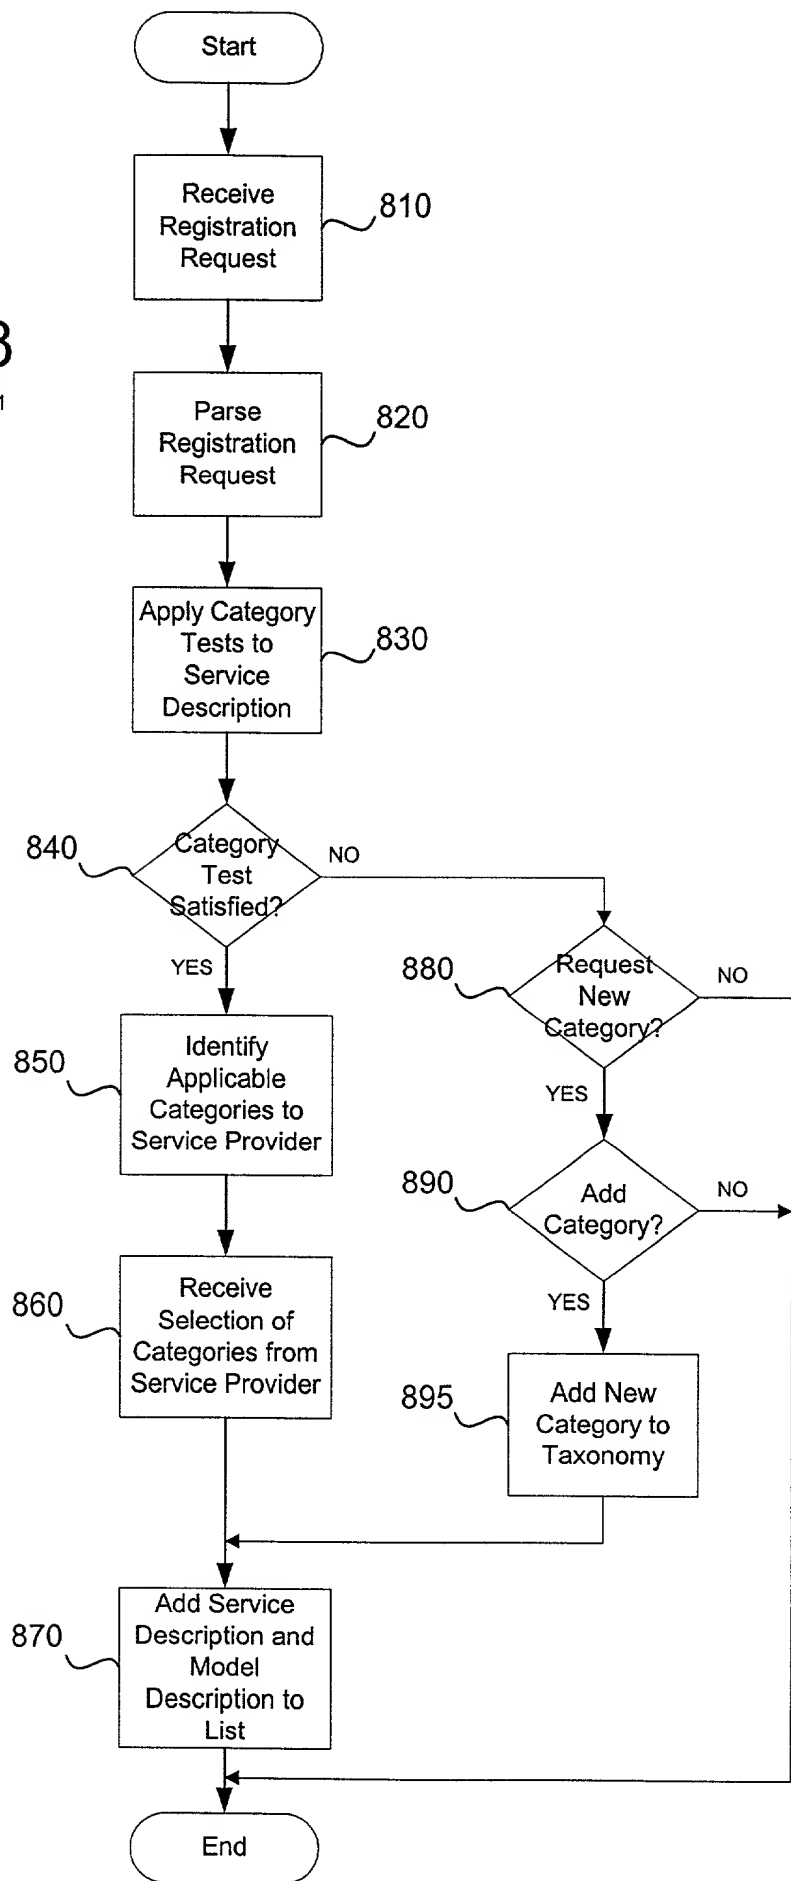 Start
Receive
Registration
Request
810
Parse
Registration
Request
820
Apply Category
Tests to
Service
Description
830
840
Category
Test
Satisfied?
NO
YES
880
Request
New
Category?
NO
YES
850
Identify
Applicable
Categories to
Service Provider
890
Add
Category?
NO
YES
860
Receive
Selection of
Categories from
Service Provider
895
Add New
Category to
Taxonomy
870
Add Service
Description and
Model
Description to
List
End